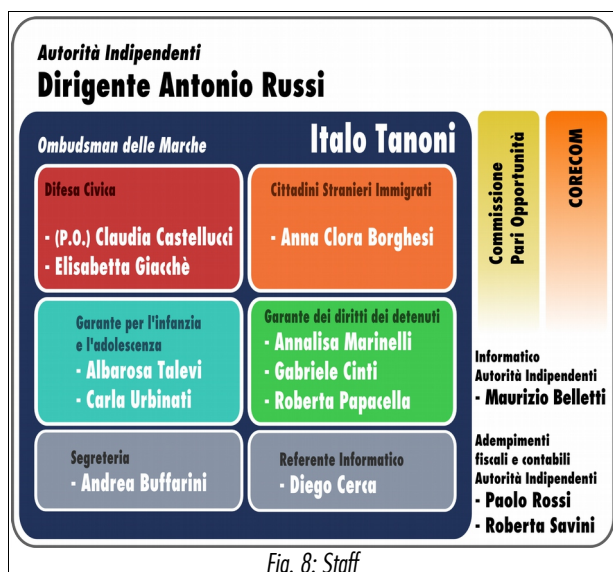 Autorità Indipendenti
Dirigente Antonio Russi
Ombudsman delle Marche
Italo Tanoni
Difesa Civica
- (P.O.) Claudia Castellucci
- Elisabetta Giacchè
Cittadini Stranieri Immigrati
- Anna Clora Borghesi
Garante per l'infanzia
e l'adolescenza
- Albarosa Talevi
- Carla Urbinati
Garante dei diritti dei detenuti
- Annalisa Marinelli
- Gabriele Cinti
- Roberta Papacella
Segreteria
- Andrea Buffarini
Referente Informatico
- Diego Cerca
Commissione
Pari Opportunità
CORECOM
Informatico
Autorità Indipendenti
- Maurizio Belletti
Adempimenti
fiscali e contabili
Autorità Indipendenti
- Paolo Rossi
- Roberta Savini
Fig. 8: Staff